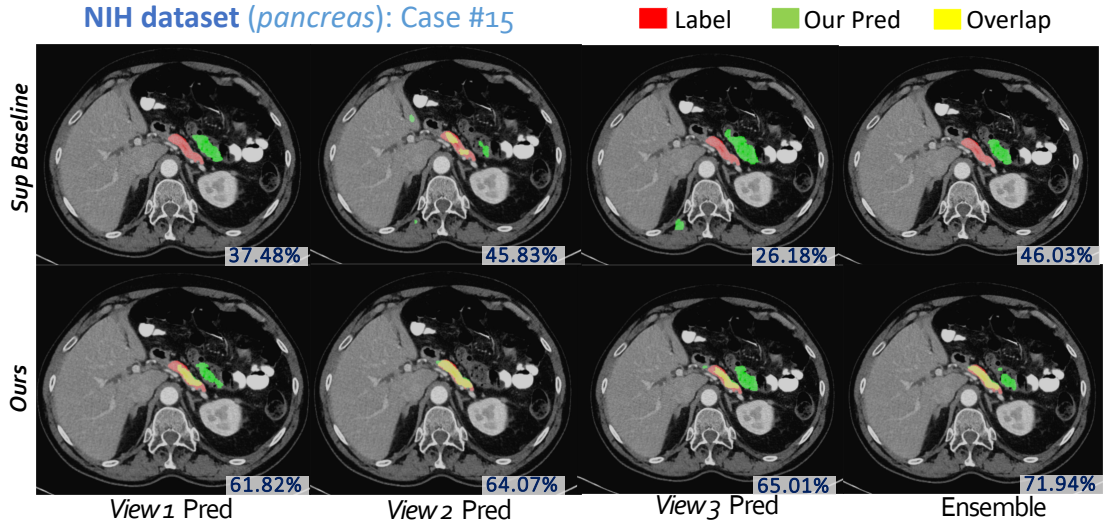 NIH dataset (pancreas): Case #15
Label Our Pred Overlap
Sup Baseline
37.48% 45.83% 26.18% 46.03%
Ours
61.82% 64.07% 65.01% 71.94%
View 1 Pred View 2 Pred View 3 Pred Ensemble